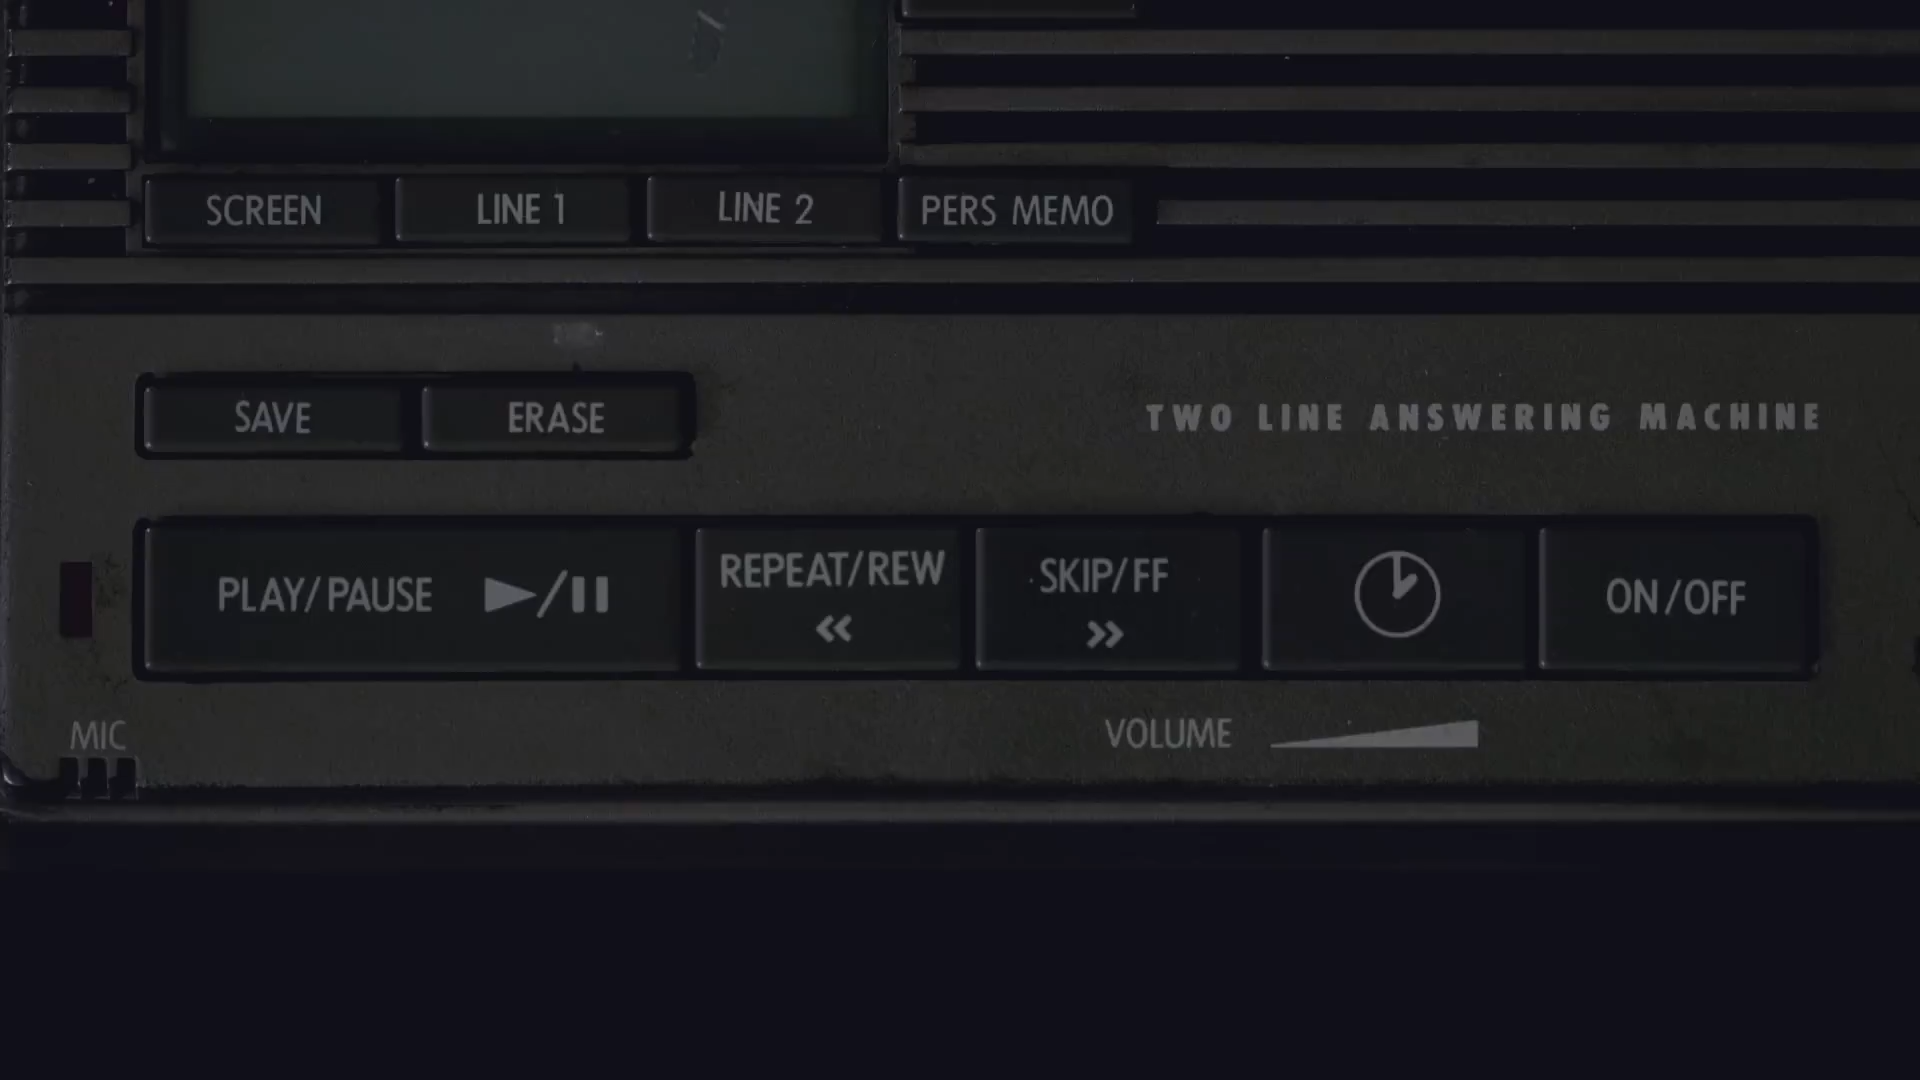 SCREEN LINE 1 LINE 2 PERS MEMO
SAVE ERASE
TWO LINE ANSWERING MACHINE
PLAY/PAUSE
REPEAT/REW
SKIP/FF
ON/OFF
MIC
VOLUME